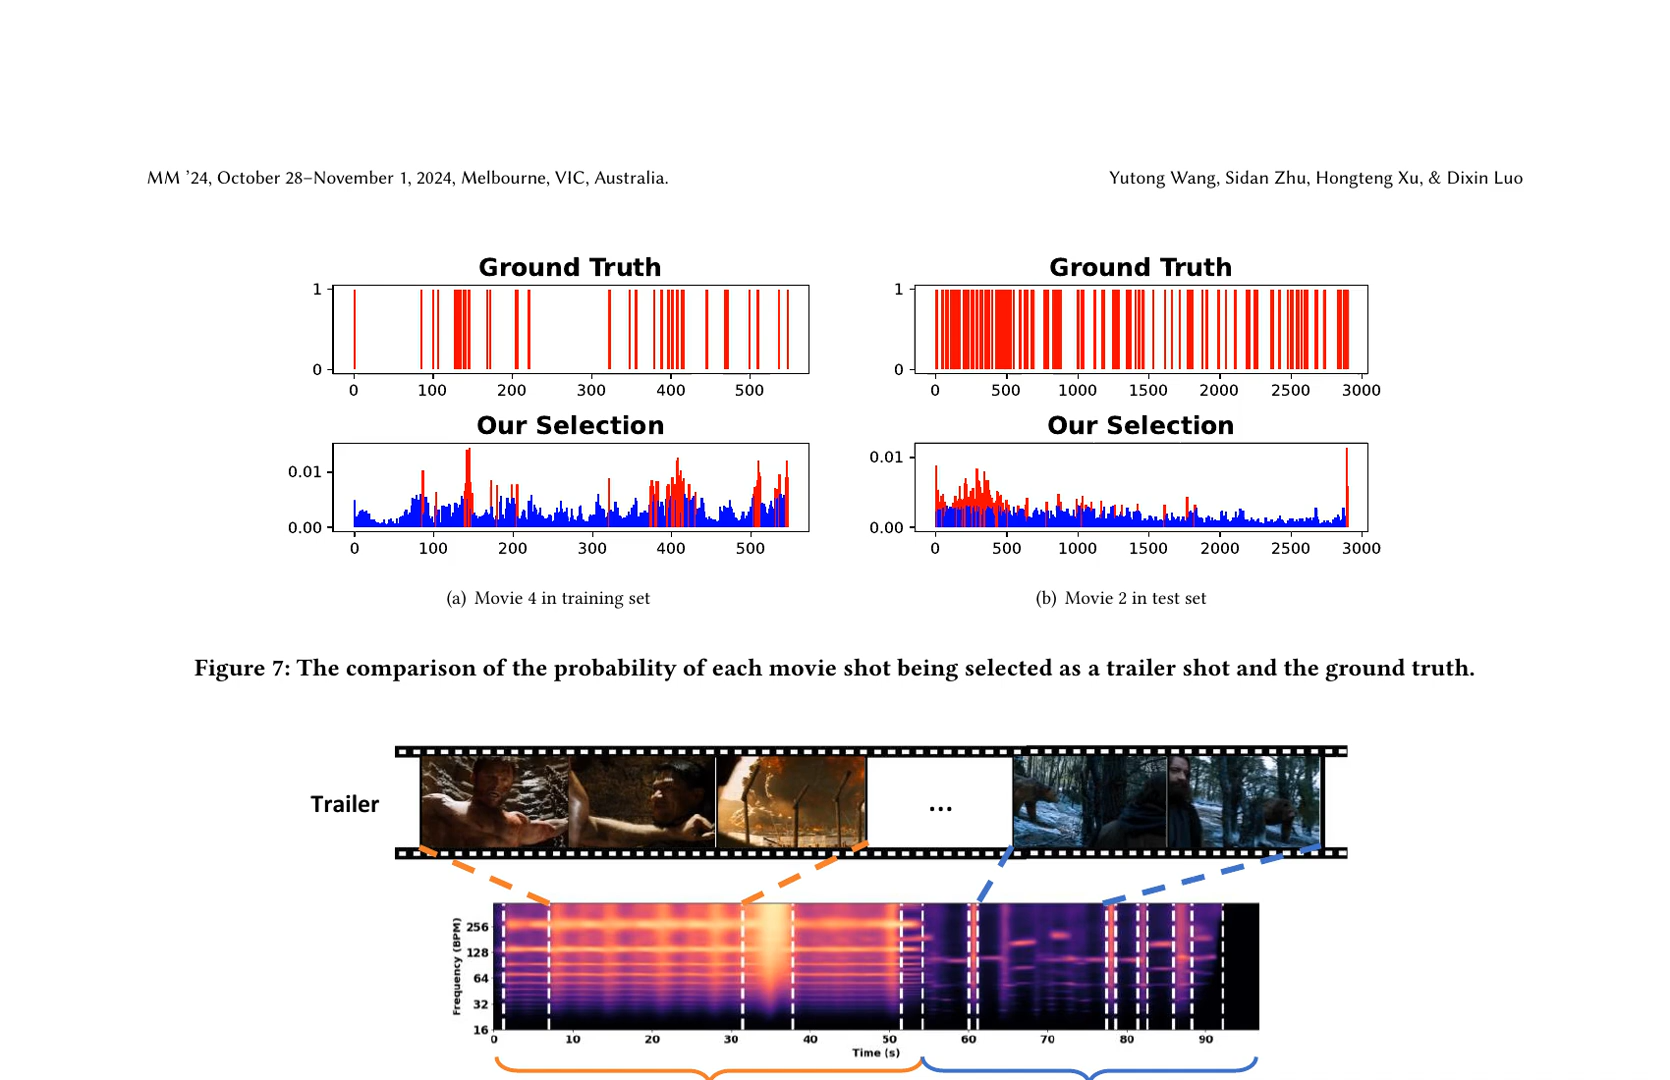 MM ’24, October 28–November 1, 2024, Melbourne, VIC, Australia.
Yutong Wang, Sidan Zhu, Hongteng Xu, & Dixin Luo
Ground Truth
1
0
0 100 200 300 400 500
Our Selection
0.01
0.00
0 100 200 300 400 500
(a) Movie 4 in training set
Ground Truth
1
0
0 500 1000 1500 2000 2500 3000
Our Selection
0.01
0.00
0 500 1000 1500 2000 2500 3000
(b) Movie 2 in test set
Figure 7: The comparison of the probability of each movie shot being selected as a trailer shot and the ground truth.
Trailer
...
Frequency (BPM)
256
128
64
32
16
0 10 20 30 40 50 60 70 80 90
Time (s)